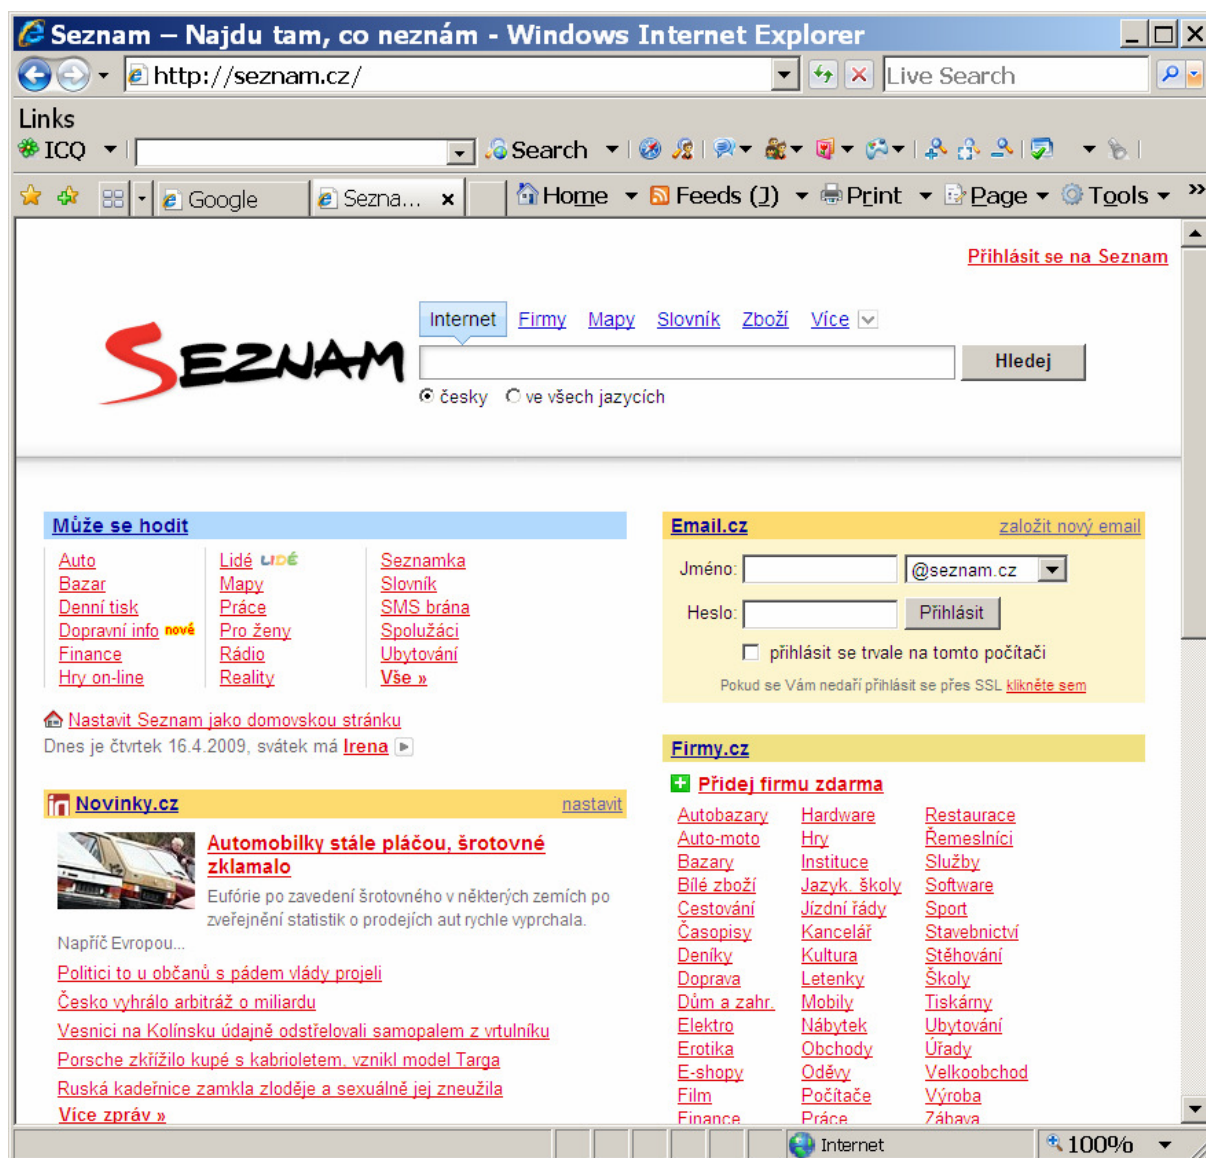 Seznam – Najdu tam, co neznám - Windows Internet Explorer
http://seznam.cz/ Live Search
Links
ICQ Search
Google Sezna... Home Feeds (J) Print Page Tools »
Přihlásit se na Seznam
Internet Firmy Mapy Slovník Zboží Více
SEZNAM
Hledej
česky ve všech jazycích
Může se hodit
Auto Lidé LIDÉ Seznamka
Bazar Mapy Slovník
Denní tisk Práce SMS brána
Dopravní info nové Pro ženy Spolužáci
Finance Rádio Ubytování
Hry on-line Reality Vše »
Nastavit Seznam jako domovskou stránku
Dnes je čtvrtek 16.4.2009, svátek má Irena
Novinky.cz nastavit
Automobilky stále pláčou, šrotovné
zklamalo
Eufórie po zavedení šrotovného v některých zemích po
zveřejnění statistik o prodejích aut rychle vyprchala.
Napříč Evropou...
Politici to u občanů s pádem vlády projeli
Česko vyhrálo arbitráž o miliardu
Vesnici na Kolínsku údajně odstřelovali samopalem z vrtulníku
Porsche zkřížilo kupé s kabrioletem, vznikl model Targa
Ruská kadeřnice zamkla zloděje a sexuálně jej zneužila
Více zpráv »
Email.cz založit nový email
Jméno: @seznam.cz
Heslo: Přihlásit
přihlásit se trvale na tomto počítači
Pokud se Vám nedaří přihlásit se přes SSL klikněte sem
Firmy.cz
Přidej firmu zdarma
Autobazary Hardware Restaurace
Auto-moto Hry Řemeslníci
Bazary Instituce Služby
Bílé zboží Jazyk. školy Software
Cestování Jízdní řády Sport
Časopisy Kancelář Stavebnictví
Deníky Kultura Stěhování
Doprava Letenky Školy
Dům a zahr. Mobily Tiskárny
Elektro Nábytek Ubytování
Erotika Obchody Úřady
E-shopy Oděvy Velkoobchod
Film Počítače Výroba
Finance Práce Zábava
Internet 100%